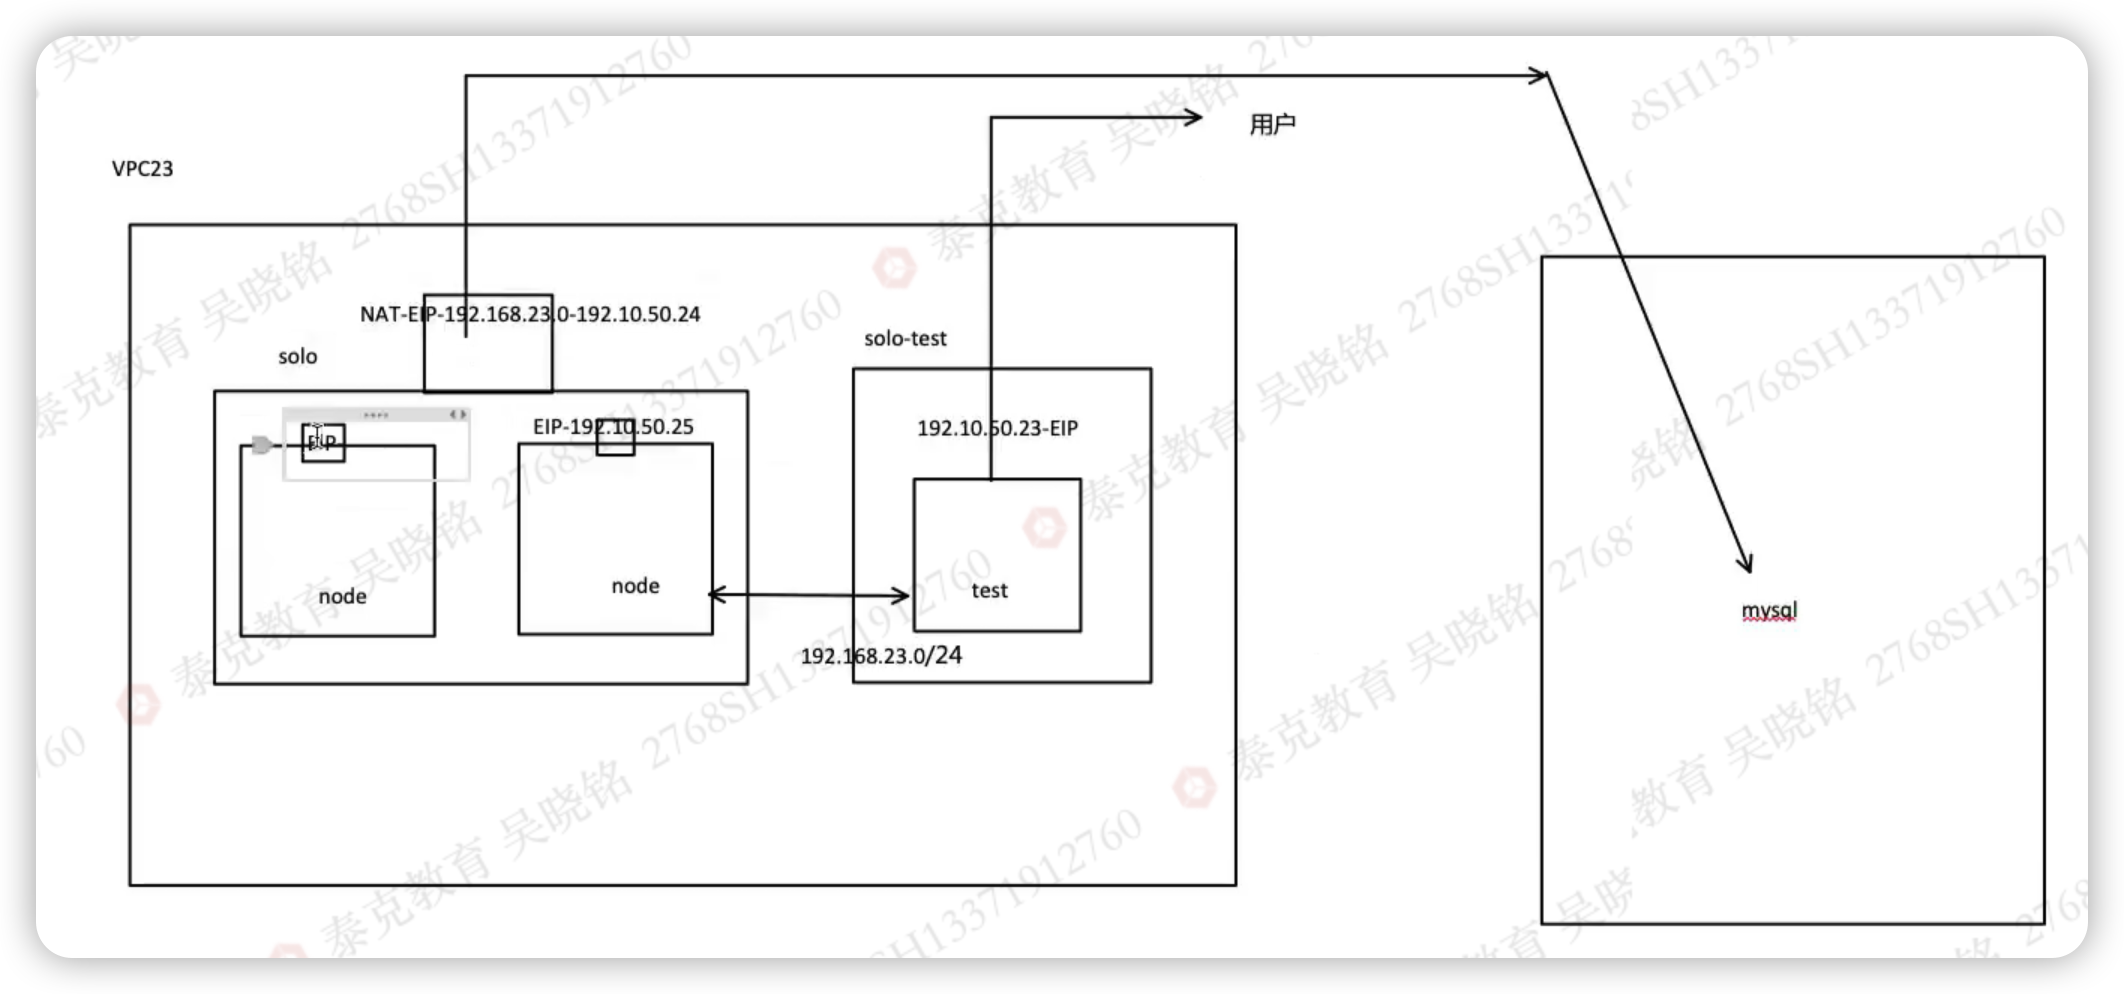 用户
VPC23
NAT-EIP-192.168.23.0-192.10.50.24
solo-test
solo
EIP-192.10.50.25
192.10.50.23-EIP
EIP
node
node
test
mysql
192.168.23.0/24
泰克教育 吴晓铭 2768SH13371912760